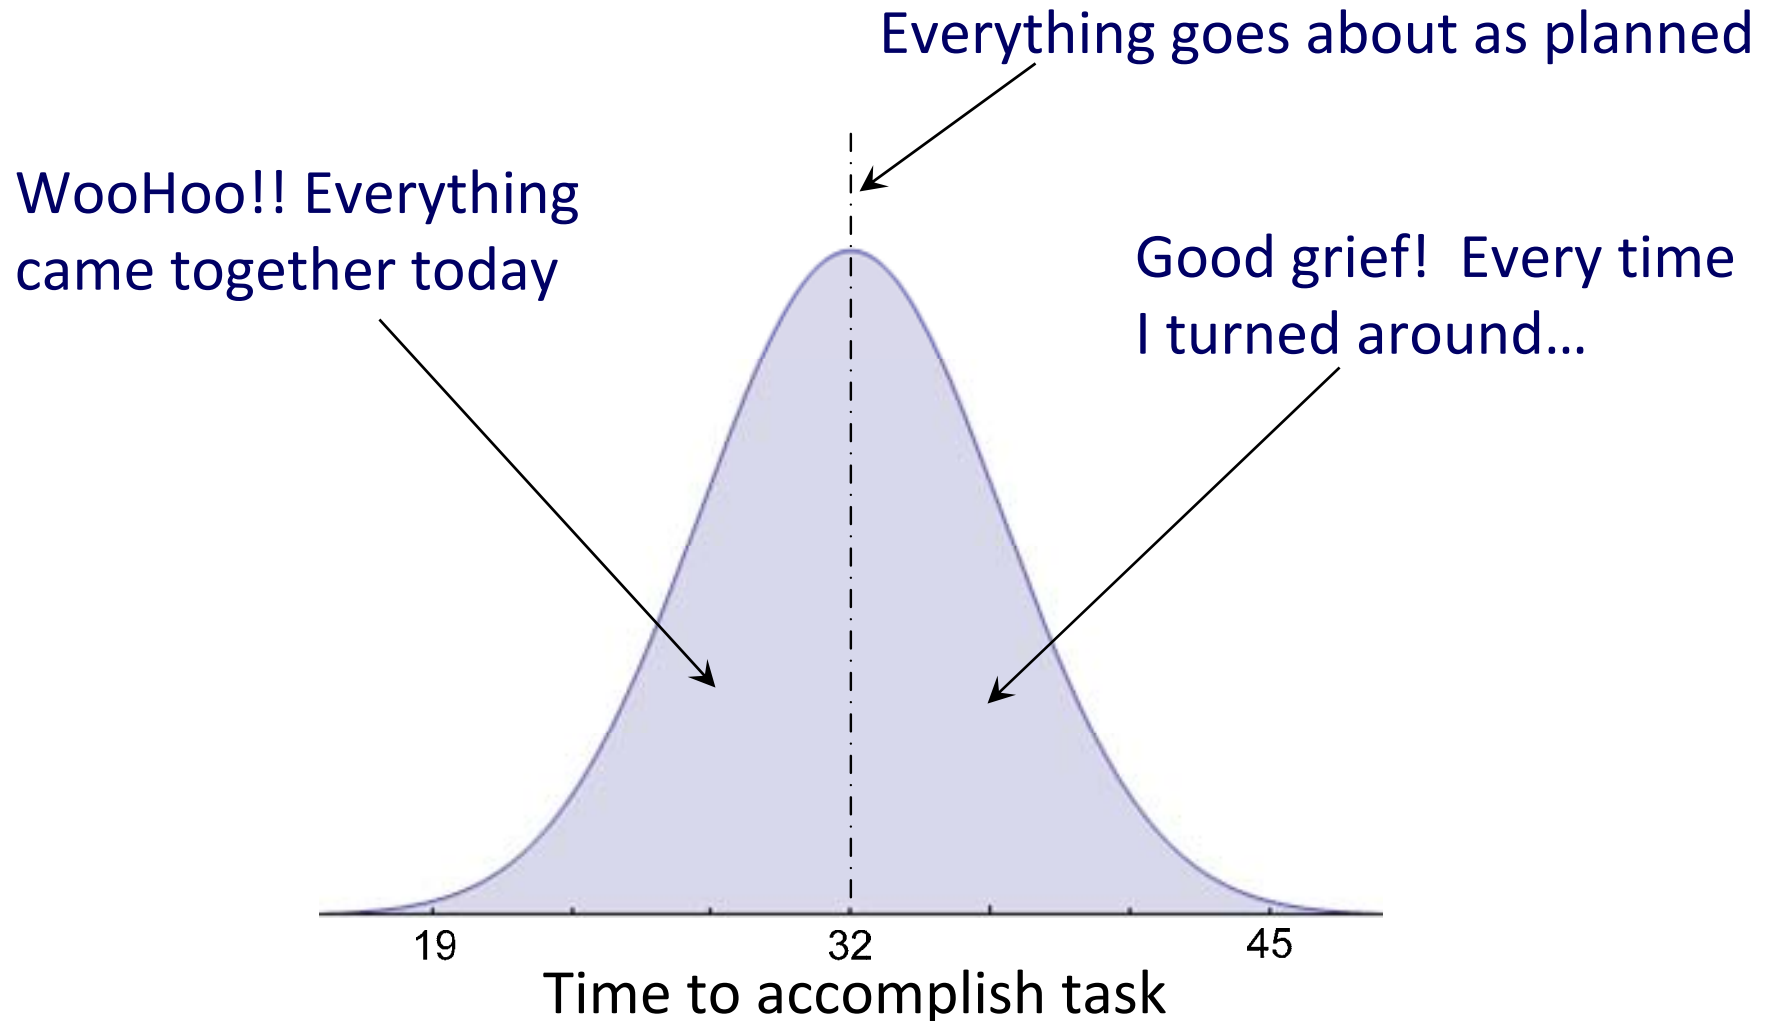 Everything goes about as planned
WooHoo!! Everything
came together today
Good grief!  Every time
I turned around…
19
32
45
Time to accomplish task